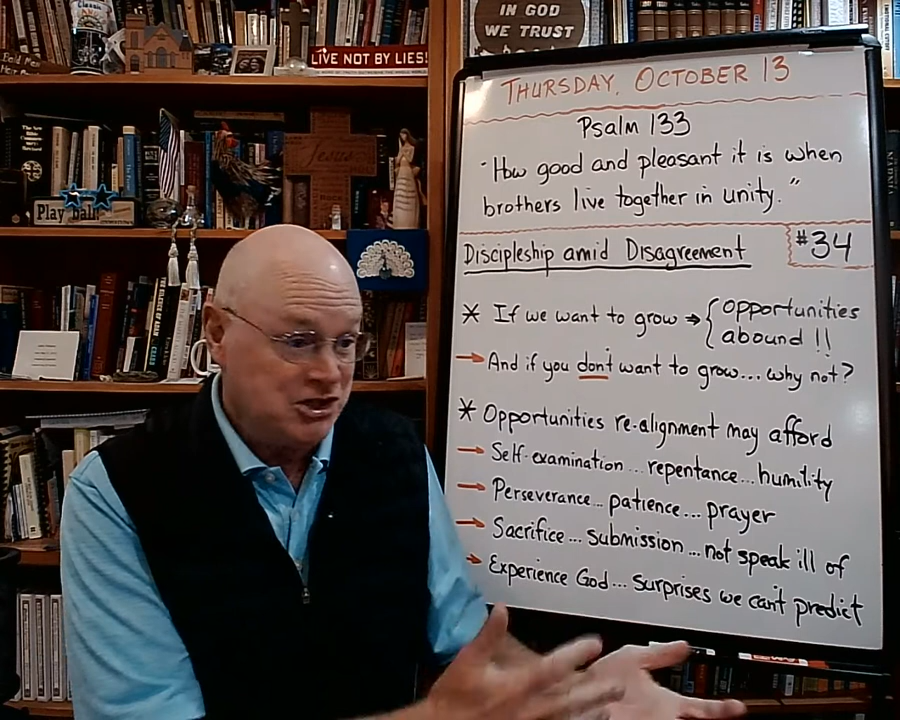 IN GOD
WE TRUST
LIVE NOT BY LIES!
Play ball
Jesus
THURSDAY, OCTOBER 13
Psalm 133
"How good and pleasant it is when
brothers live together in unity."
Discipleship amid Disagreement #34
* If we want to grow → { opportunities
abound !!
→ And if you don't want to grow... why not?
* Opportunities re-alignment may afford
→ Self-examination... repentance... humility
→ Perseverance... patience... prayer
→ Sacrifice... submission... not speak ill of
→ Experience God... surprises we can't predict